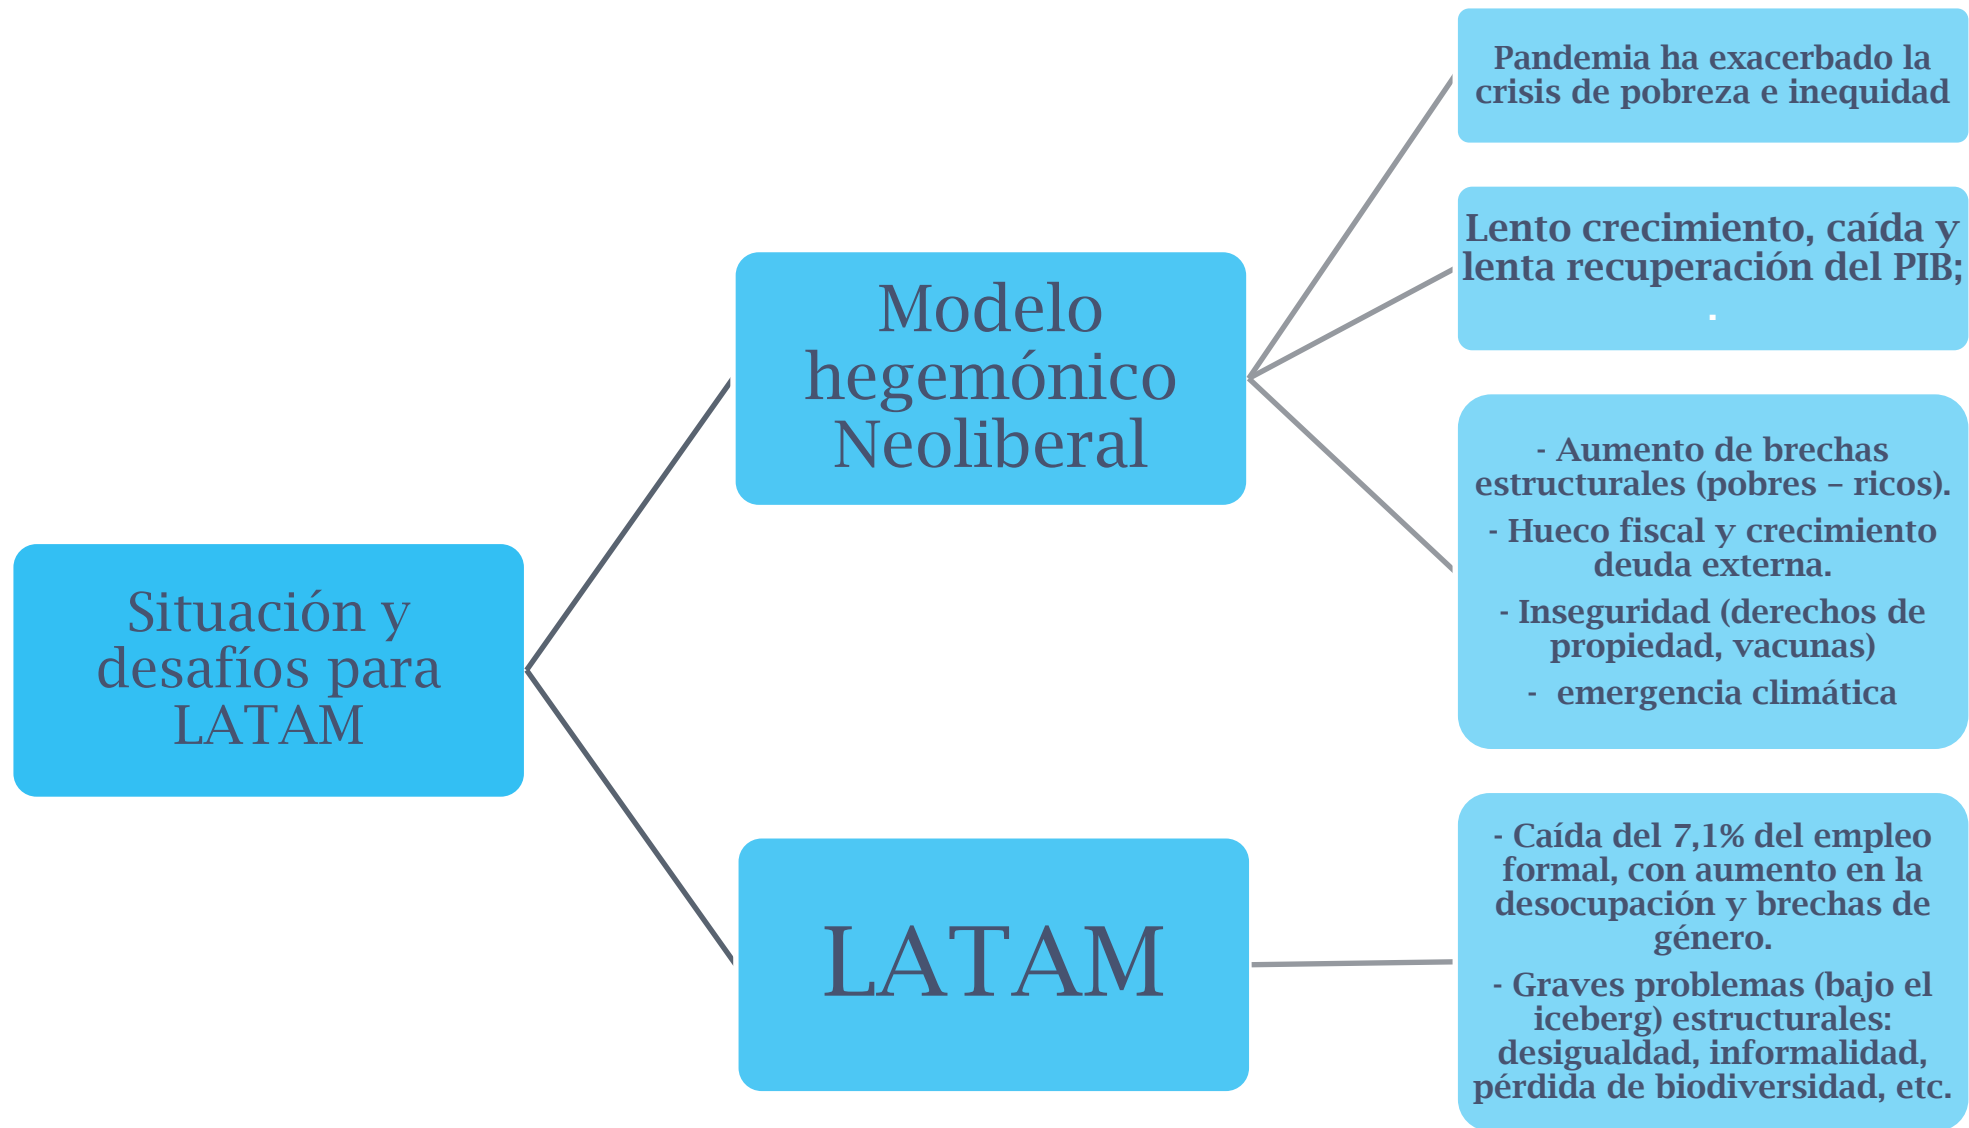 Situación y
desafíos para
LATAM
Modelo
hegemónico
Neoliberal
Pandemia ha exacerbado la
crisis de pobreza e inequidad
Lento crecimiento, caída y
lenta recuperación del PIB;
.
- Aumento de brechas
estructurales (pobres – ricos).
- Hueco fiscal y crecimiento
deuda externa.
- Inseguridad (derechos de
propiedad, vacunas)
- emergencia climática
LATAM
- Caída del 7,1% del empleo
formal, con aumento en la
desocupación y brechas de
género.
- Graves problemas (bajo el
iceberg) estructurales:
desigualdad, informalidad,
pérdida de biodiversidad, etc.